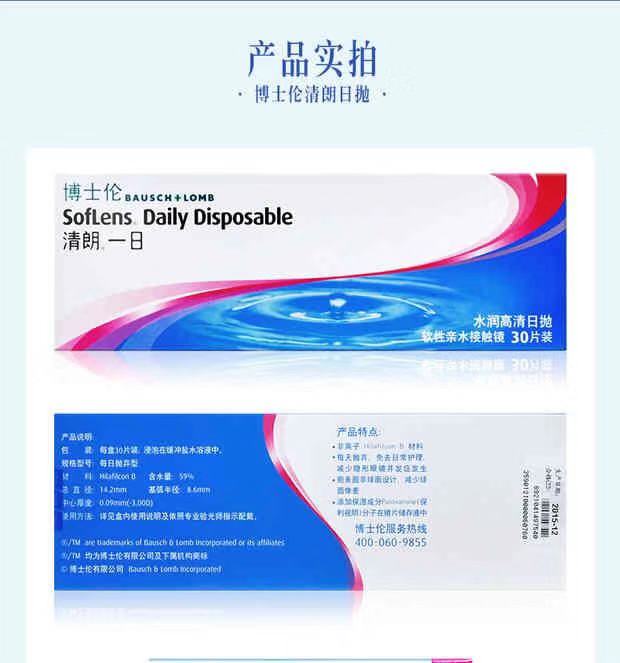 产品实拍
· 博士伦清朗日抛 ·
博士伦 BAUSCH+LOMB
SofLens® Daily Disposable
清朗™ 一日
水润高清日抛
软性亲水接触镜 30片装
产品说明:
包 装: 每盒30片装, 浸泡在缓冲盐水溶液中。
规格型号: 每日抛弃型
材 料: Hilafilcon B 含水量: 59%
总 直 径: 14.2mm 基弧半径: 8.6mm
中心厚度: 0.09mm(-3.00D)
使用方法: 详见盒内使用说明及依照专业验光师指示配戴。
®/TM are trademarks of Bausch & Lomb Incorporated or its affiliates
®/TM 均为博士伦有限公司及下属机构商标
© 博士伦有限公司 Bausch & Lomb Incorporated
产品特点:
• 非离子 Hilafilcon B 材料
• 每天抛弃, 免去日常护理,
减少隐形眼镜并发症发生
• 前表面非球面设计, 减少球
面像差
• 添加保湿成分Poloxamine(保
利视明)分子在镜片储存液中
博士伦服务热线
400-060-9855
生产日期:
2015-12